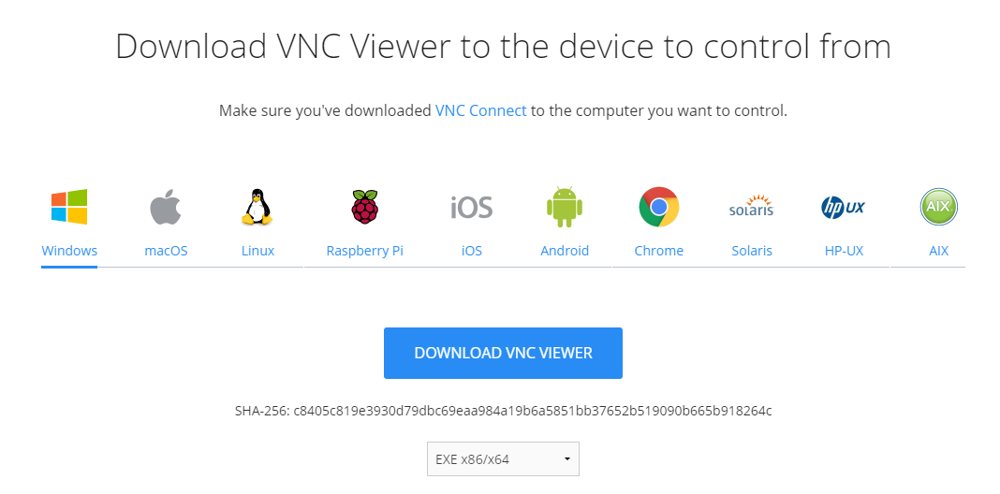 Download VNC Viewer to the device to control from
Make sure you've downloaded VNC Connect to the computer you want to control.
iOS
solaris
hp UX
AIX
Windows
macOS
Linux
Raspberry Pi
iOS
Android
Chrome
Solaris
HP-UX
AIX
DOWNLOAD VNC VIEWER
SHA-256: c8405c819e3930d79dbc69eaa984a19b6a5851bb37652b519090b665b918264c
EXE x86/x64